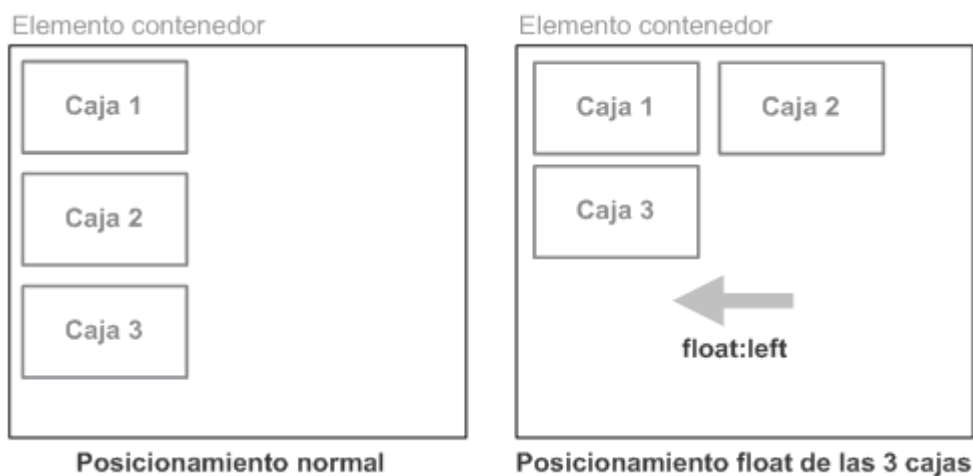 Elemento contenedor
Caja 1
Caja 2
Caja 3
Posicionamiento normal
Elemento contenedor
Caja 1
Caja 2
Caja 3
float:left
Posicionamiento float de las 3 cajas